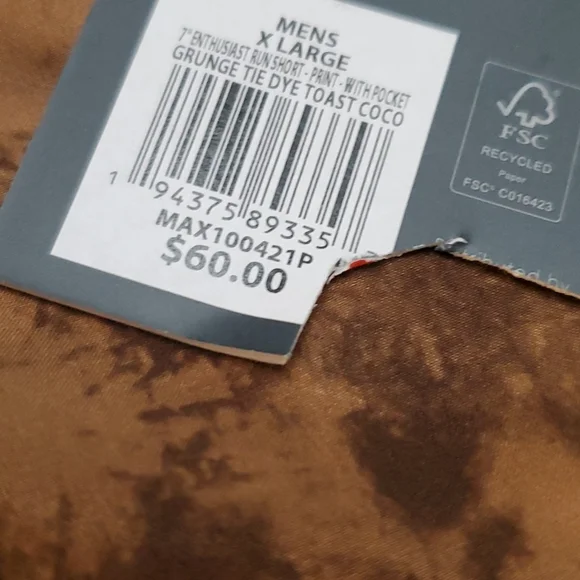 MENS
X LARGE
7" ENTHUSIAST RUN SHORT - PRINT - WITH POCKET
GRUNGE TIE DYE TOAST COCO
1 94375 89335
MAX100421P
$60.00
FSC
RECYCLED
Paper
FSC® C016423